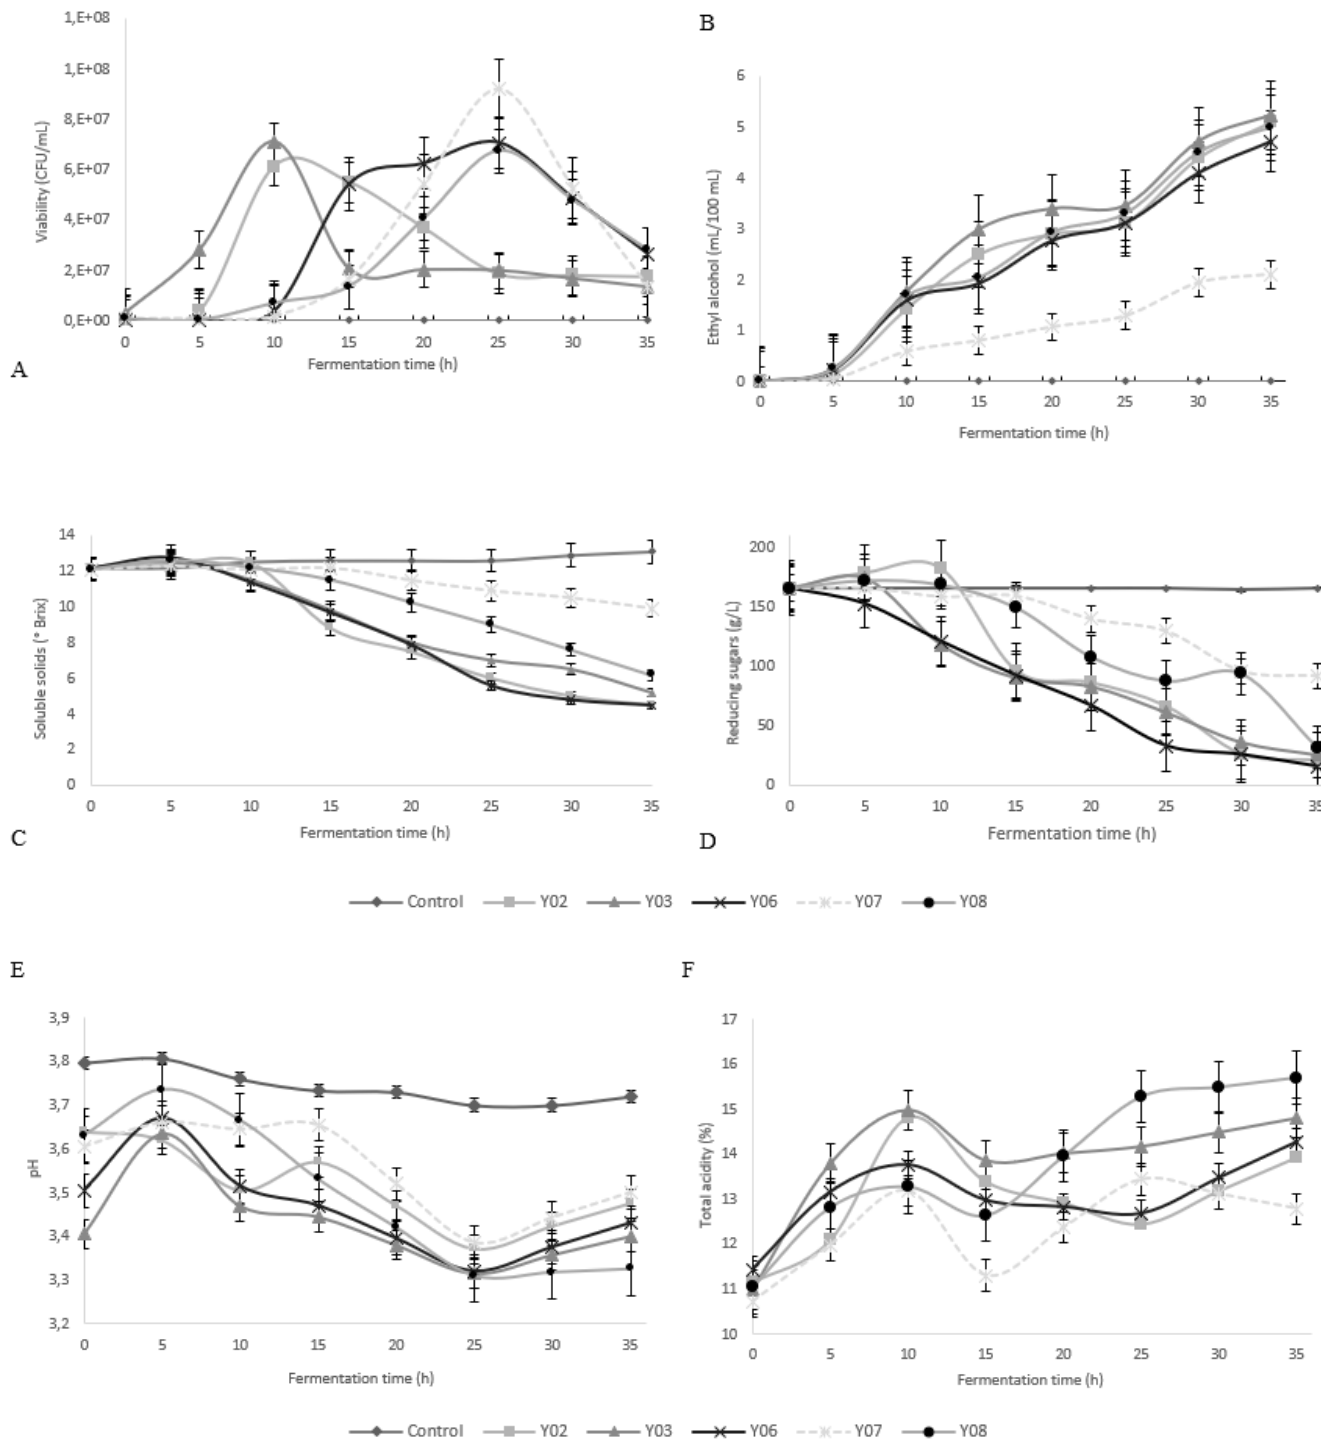 B
1,E+08
1,E+08
8,E+07
6,E+07
4,E+07
2,E+07
0,E+00
Viability (CFU/mL)
0 5 10 15 20 25 30 35
Fermentation time (h)
A
6
5
4
3
2
1
0
Ethyl alcohol (mL/100 mL)
0 5 10 15 20 25 30 35
Fermentation time (h)
14
12
10
8
6
4
2
0
Soluble solids (° Brix)
0 5 10 15 20 25 30 35
Fermentation time (h)
C
200
150
100
50
0
Reducing sugars (g/L)
0 5 10 15 20 25 30 35
Fermentation time (h)
D
Control Y02 Y03 Y06 Y07 Y08
E
3,9
3,8
3,7
3,6
3,5
3,4
3,3
3,2
pH
0 5 10 15 20 25 30 35
Fermentation time (h)
F
17
16
15
14
13
12
11
10
Total acidity (%)
0 5 10 15 20 25 30 35
Fermentation time (h)
Control Y02 Y03 Y06 Y07 Y08